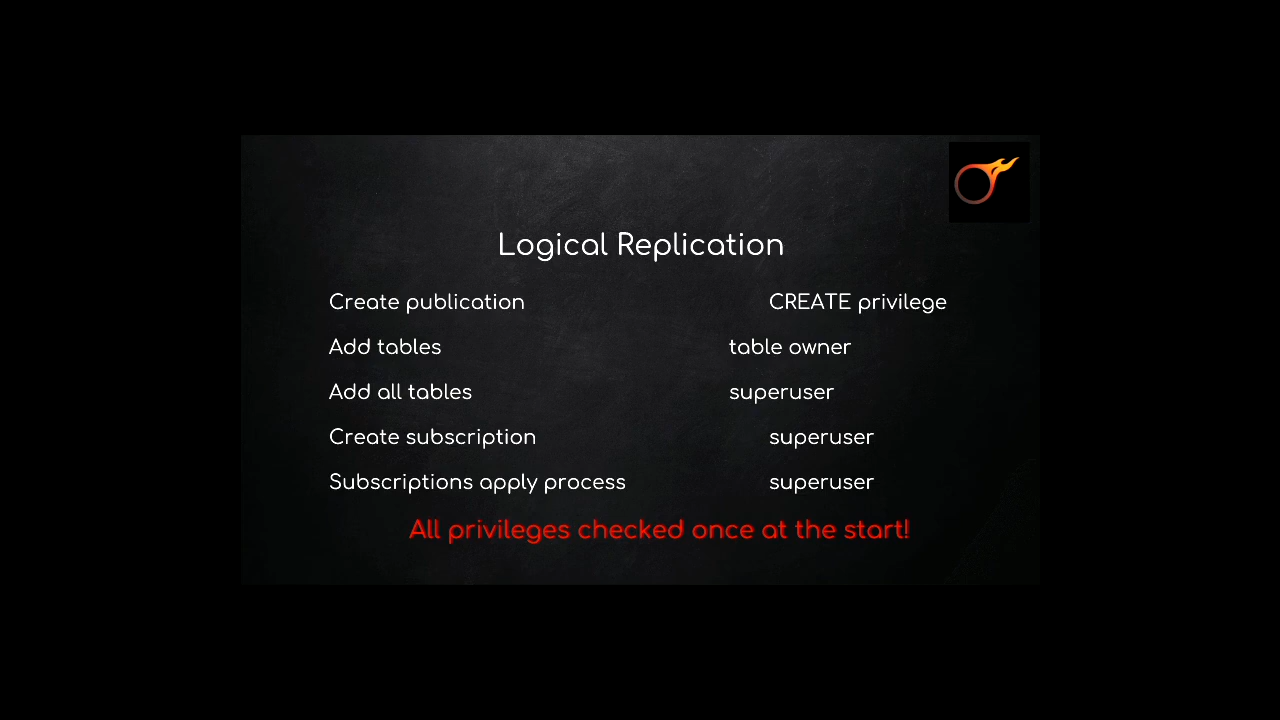 Logical Replication
Create publication CREATE privilege
Add tables table owner
Add all tables superuser
Create subscription superuser
Subscriptions apply process superuser
All privileges checked once at the start!